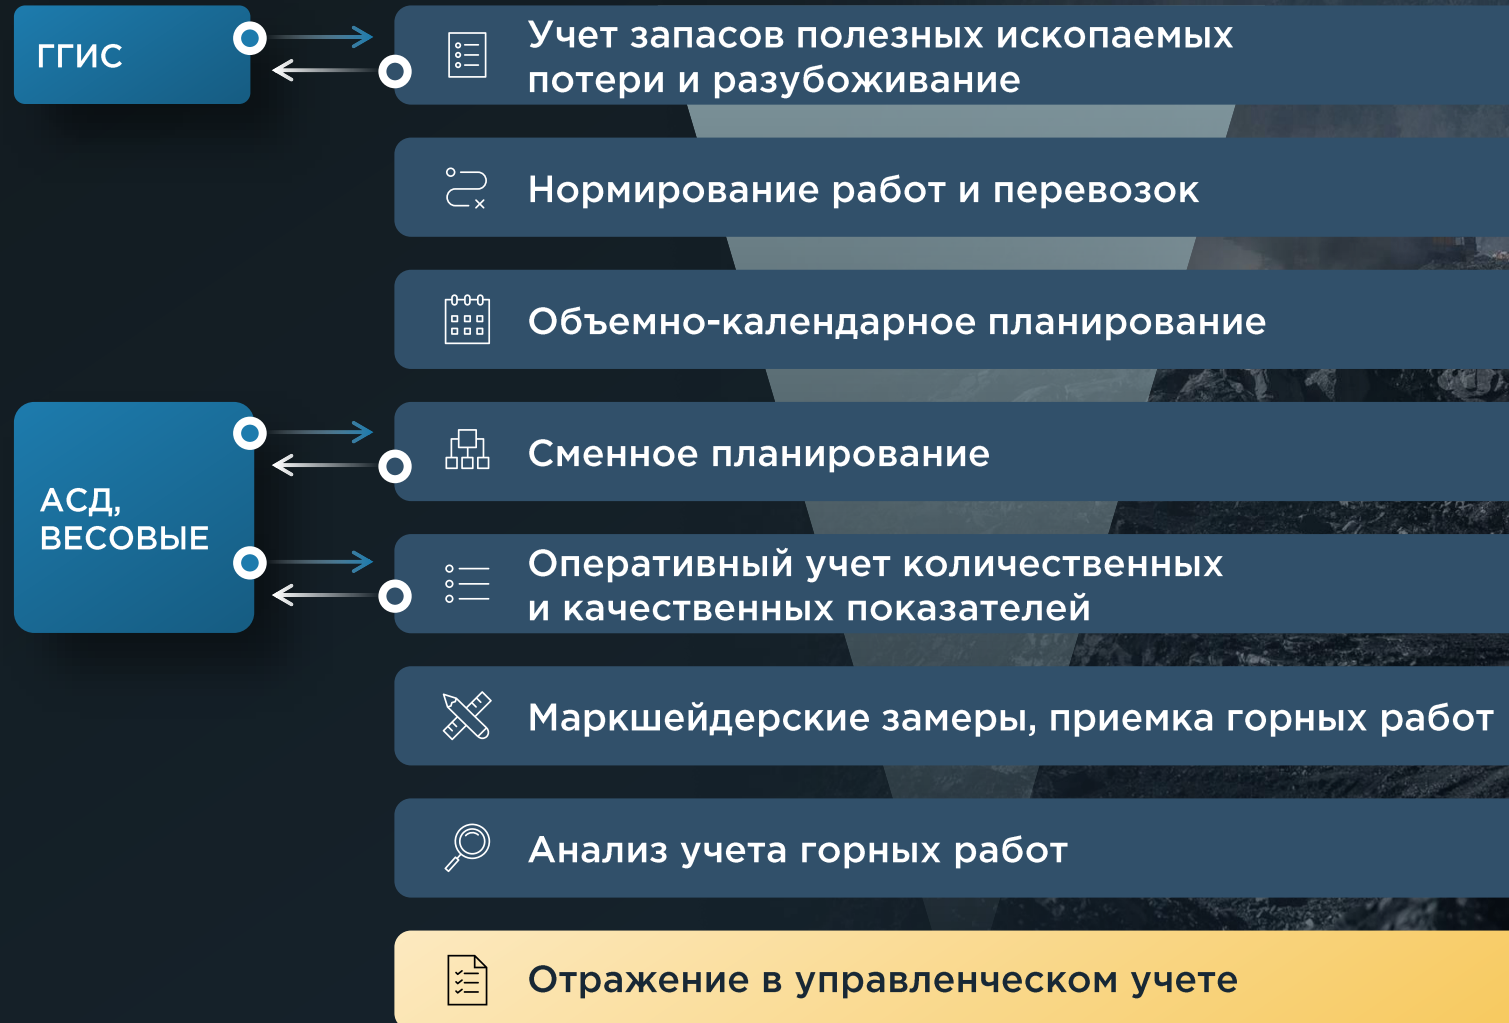 ГГИС
Учет запасов полезных ископаемых
потери и разубоживание
Нормирование работ и перевозок
Объемно-календарное планирование
Сменное планирование
АСД,
ВЕСОВЫЕ
Оперативный учет количественных
и качественных показателей
Маркшейдерские замеры, приемка горных работ
Анализ учета горных работ
Отражение в управленческом учете